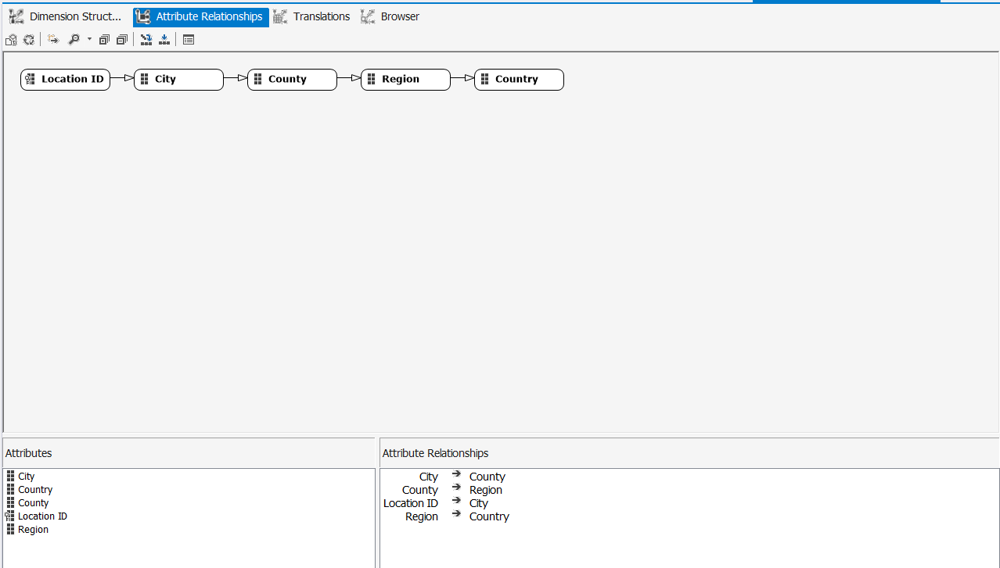 Dimension Struct... Attribute Relationships Translations Browser
Location ID City County Region Country
Attributes
City
Country
County
Location ID
Region
Attribute Relationships
City → County
County → Region
Location ID → City
Region → Country